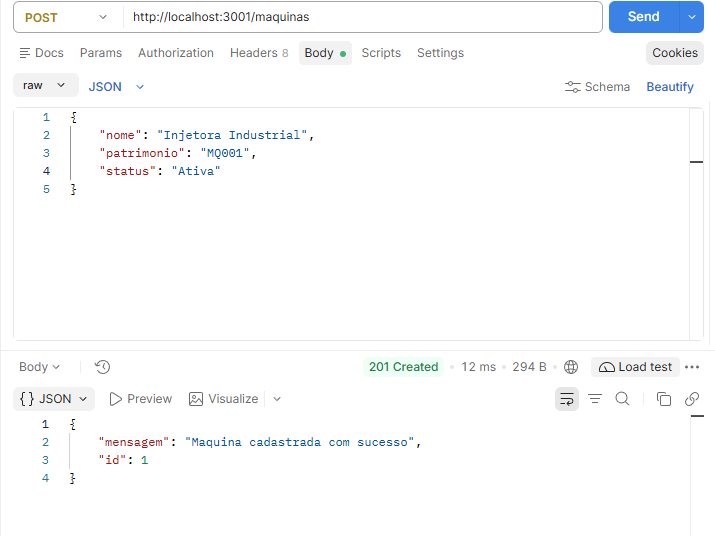 POST http://localhost:3001/maquinas Send
Docs Params Authorization Headers 8 Body Scripts Settings Cookies
raw JSON Schema Beautify
1 {
2 "nome": "Injetora Industrial",
3 "patrimonio": "MQ001",
4 "status": "Ativa"
5 }
Body 201 Created 12 ms 294 B Load test
{} JSON Preview Visualize
1 {
2 "mensagem": "Maquina cadastrada com sucesso",
3 "id": 1
4 }